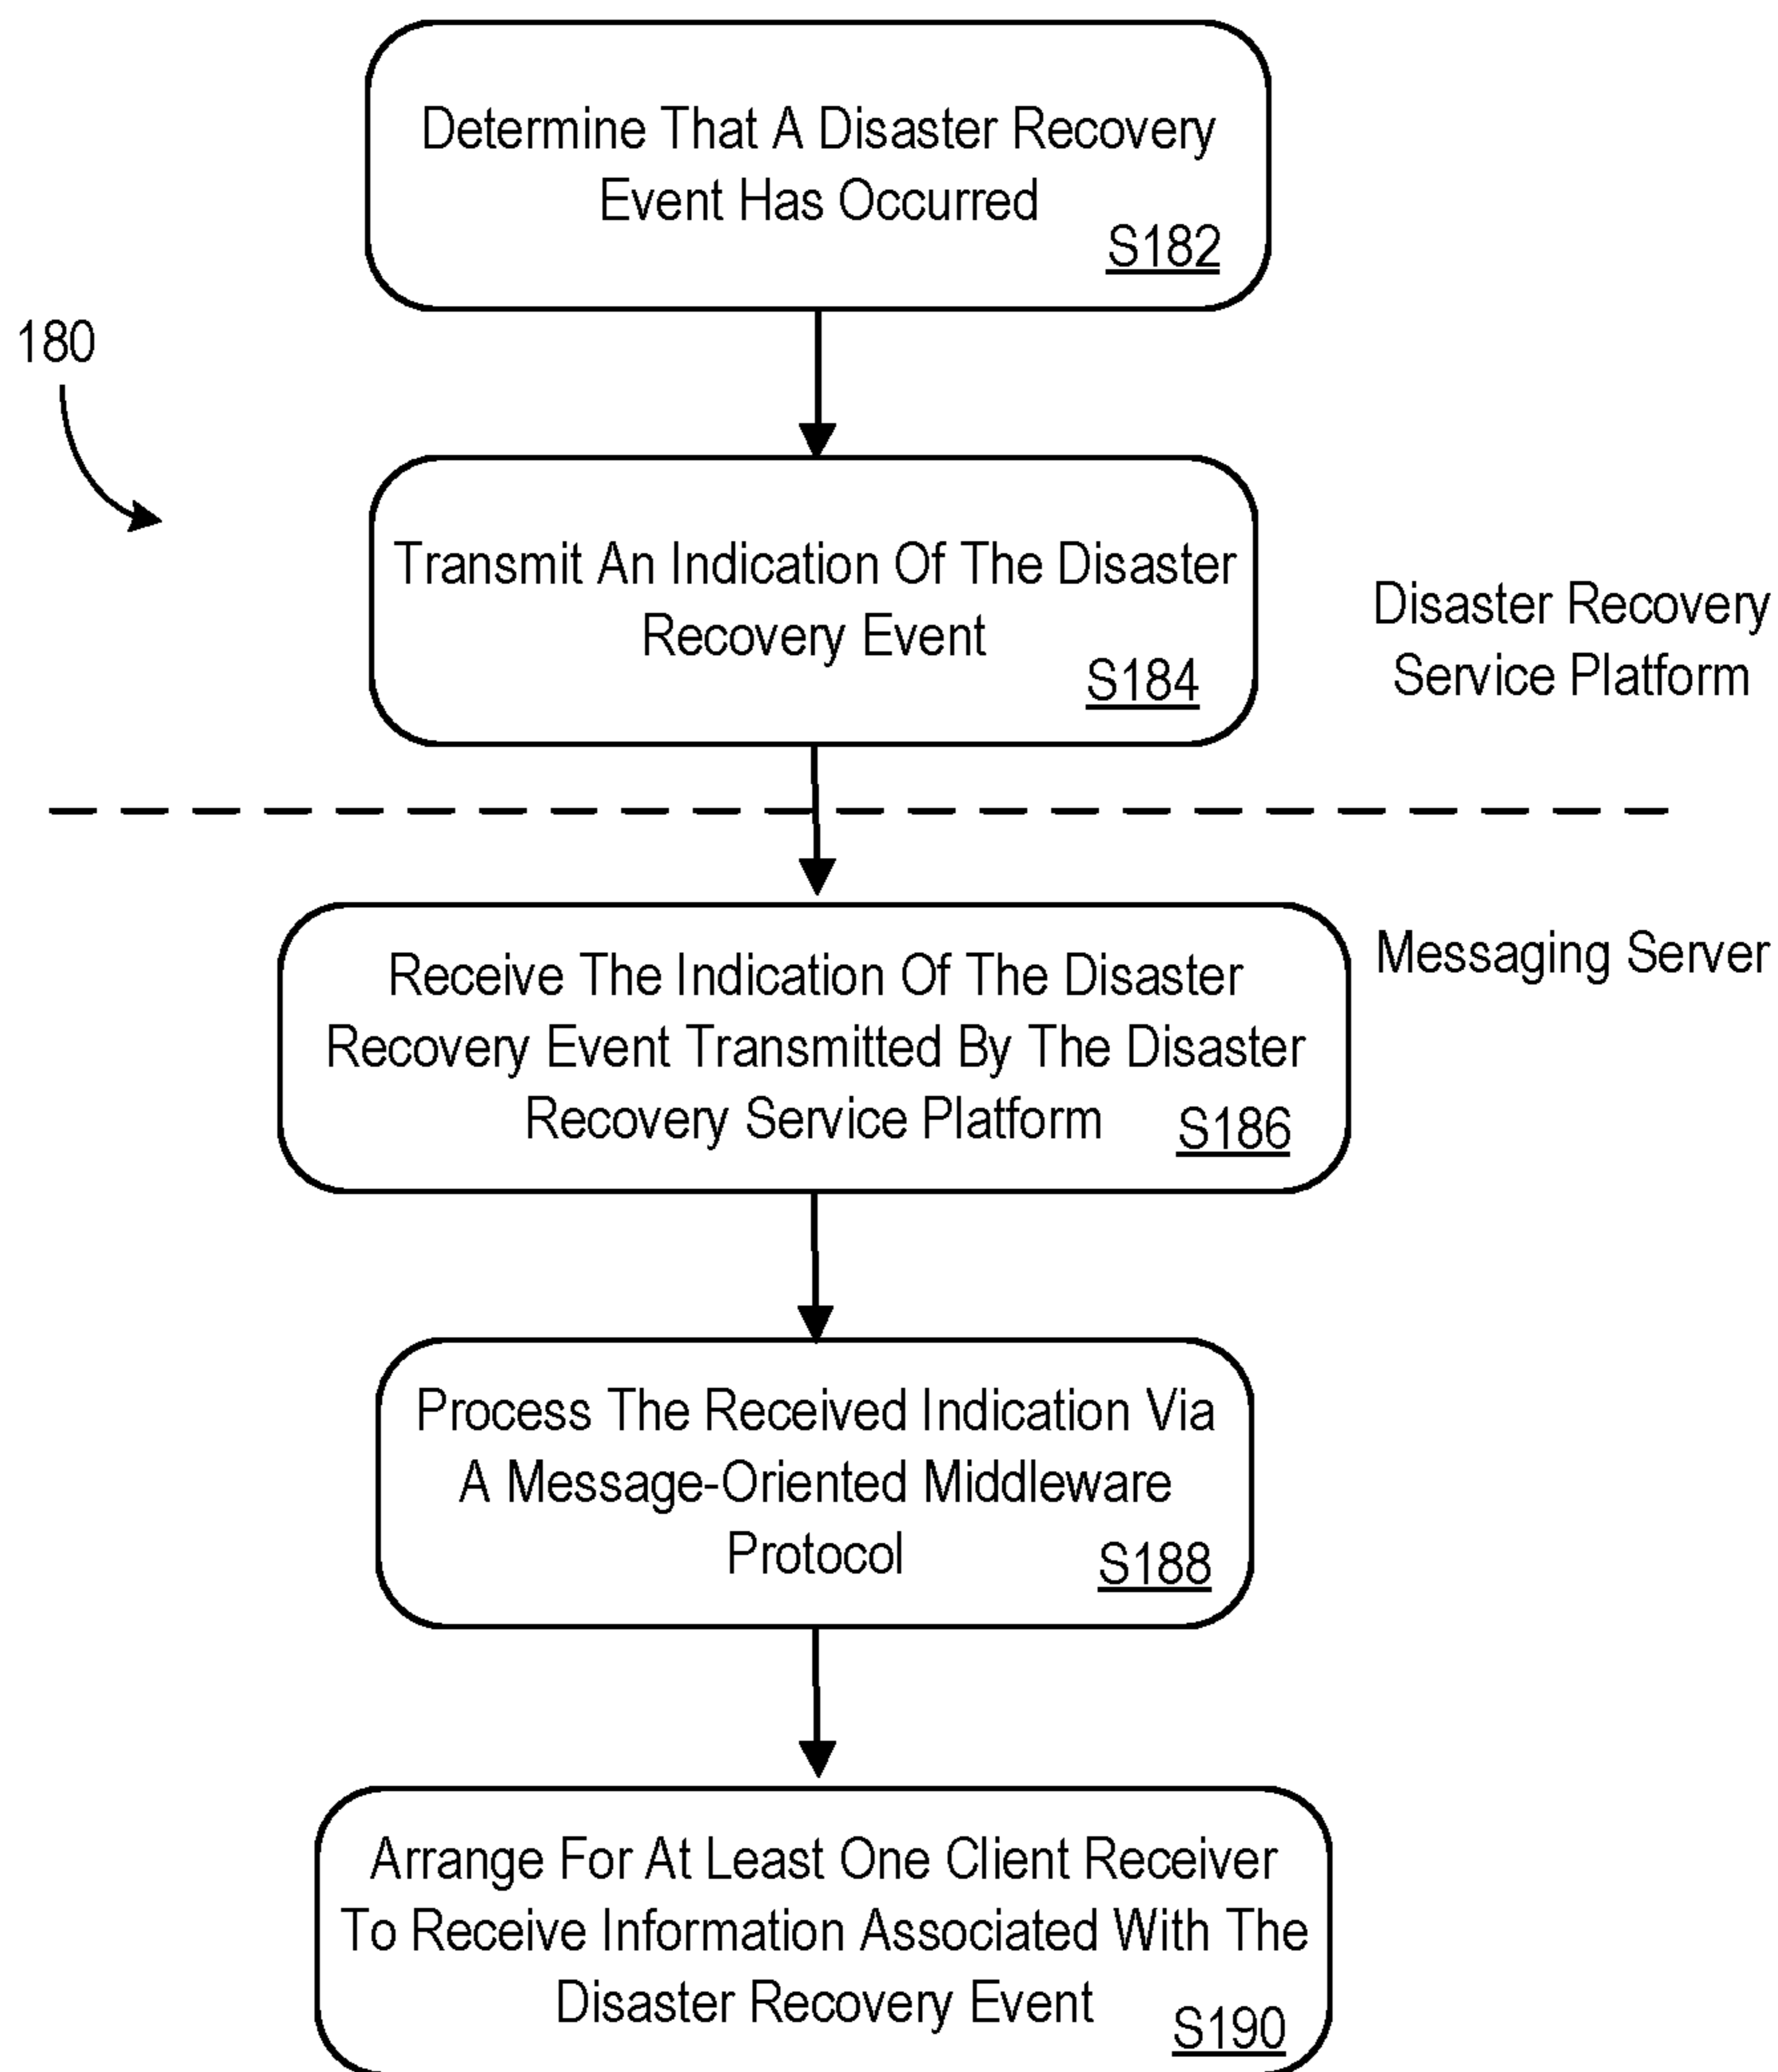 Determine That A Disaster Recovery
Event Has Occurred
S182
180
Transmit An Indication Of The Disaster
Recovery Event
S184
Disaster Recovery
Service Platform
Messaging Server
Receive The Indication Of The Disaster
Recovery Event Transmitted By The Disaster
Recovery Service Platform
S186
Process The Received Indication Via
A Message-Oriented Middleware
Protocol
S188
Arrange For At Least One Client Receiver
To Receive Information Associated With The
Disaster Recovery Event
S190